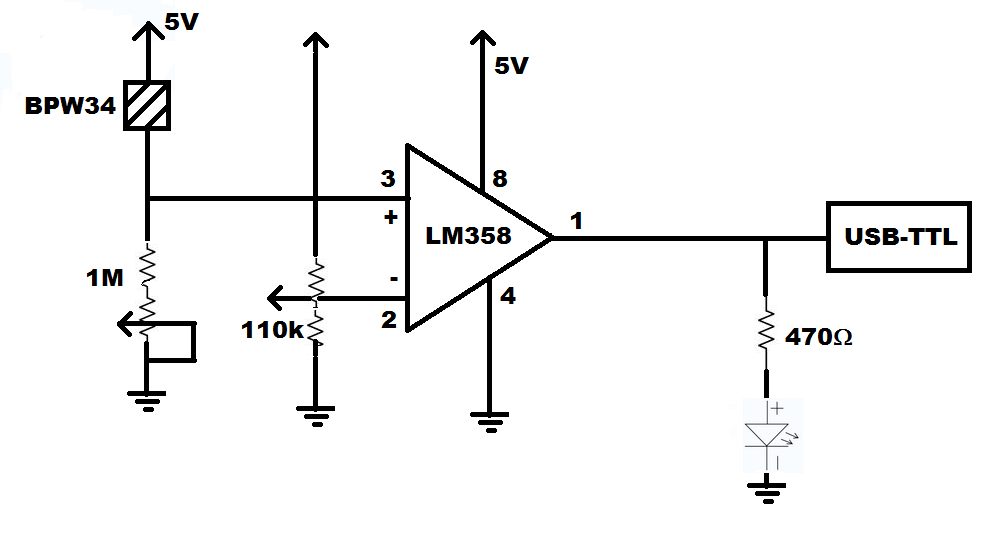 5V
BPW34
5V
3
8
+
LM358
1
USB-TTL
-
1M
2
4
110k
470Ω
+